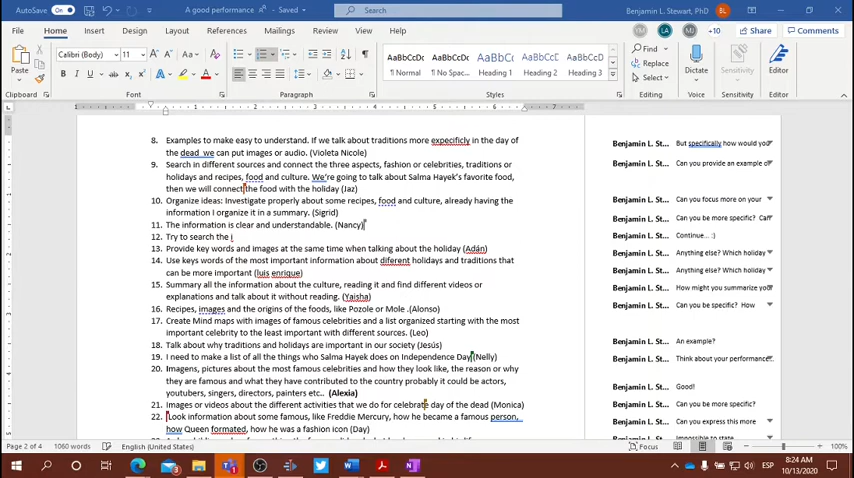 AutoSave On A good performance - Saved Search Benjamin L. Stewart, PhD BL
File Home Insert Draw Design Layout References Mailings Review View Help YM LA MJ +10 Share Comments
Paste Calibri (Body) 11 A A Aa A B I U ab x x A A AaBbCcDc AaBbCcDc AaBbCc AaBbCcD Find Replace Select Dictate Sensitivity Editor
1 Normal 1 No Spac... Heading 1 Heading 2
Clipboard Font Paragraph Styles Editing Voice Sensitivity Editor
8. Examples to make easy to understand. If we talk about traditions more expecificly in the day of
the dead we can put images or audio. (Violeta Nicole)
9. Search in different sources and connect the three aspects, fashion or celebrities, traditions or
holidays and recipes, food and culture. We're going to talk about Salma Hayek's favorite food,
then we will connect the food with the holiday (Jaz)
10. Organize ideas: Investigate properly about some recipes, food and culture, already having the
information I organize it in a summary. (Sigrid)
11. The information is clear and understandable. (Nancy)
12. Try to search the i
13. Provide key words and images at the same time when talking about the holiday (Adán)
14. Use keys words of the most important information about diferent holidays and traditions that
can be more important (luis enrique)
15. Summary all the information about the culture, reading it and find different videos or
explanations and talk about it without reading. (Yaisha)
16. Recipes, images and the origins of the foods, like Pozole or Mole .(Alonso)
17. Create Mind maps with images of famous celebrities and a list organized starting with the most
important celebrity to the least important with different sources. (Leo)
18. Talk about why traditions and holidays are important in our society (Jesús)
19. I need to make a list of all the things who Salma Hayek does on Independence Day (Nelly)
20. Imagens, pictures about the most famous celebrities and how they look like, the reason or why
they are famous and what they have contributed to the country probably it could be actors,
youtubers, singers, directors, painters etc.. (Alexia)
21. Images or videos about the different activities that we do for celebrate day of the dead (Monica)
22. Look information about some famous, like Freddie Mercury, how he became a famous person,
how Queen formated, how he was a fashion icon (Day)
Benjamin L. St... But specifically how would you
Benjamin L. St... Can you provide an example o
Benjamin L. St... Can you focus more on your
Benjamin L. St... Can you be more specific?
Benjamin L. St... Continue... :)
Benjamin L. St... Anything else? Which holiday
Benjamin L. St... Anything else? Which holiday
Benjamin L. St... How might you summarize you
Benjamin L. St... Can you be specific? How
Benjamin L. St... An example?
Benjamin L. St... Think about your performance...
Benjamin L. St... Good!
Benjamin L. St... Can you be more specific?
Benjamin L. St... Can you express this more
Benjamin L. St... Impossible to state
Page 2 of 4 1060 words English (United States) Focus 100%
ESP 8:24 AM 10/13/2020